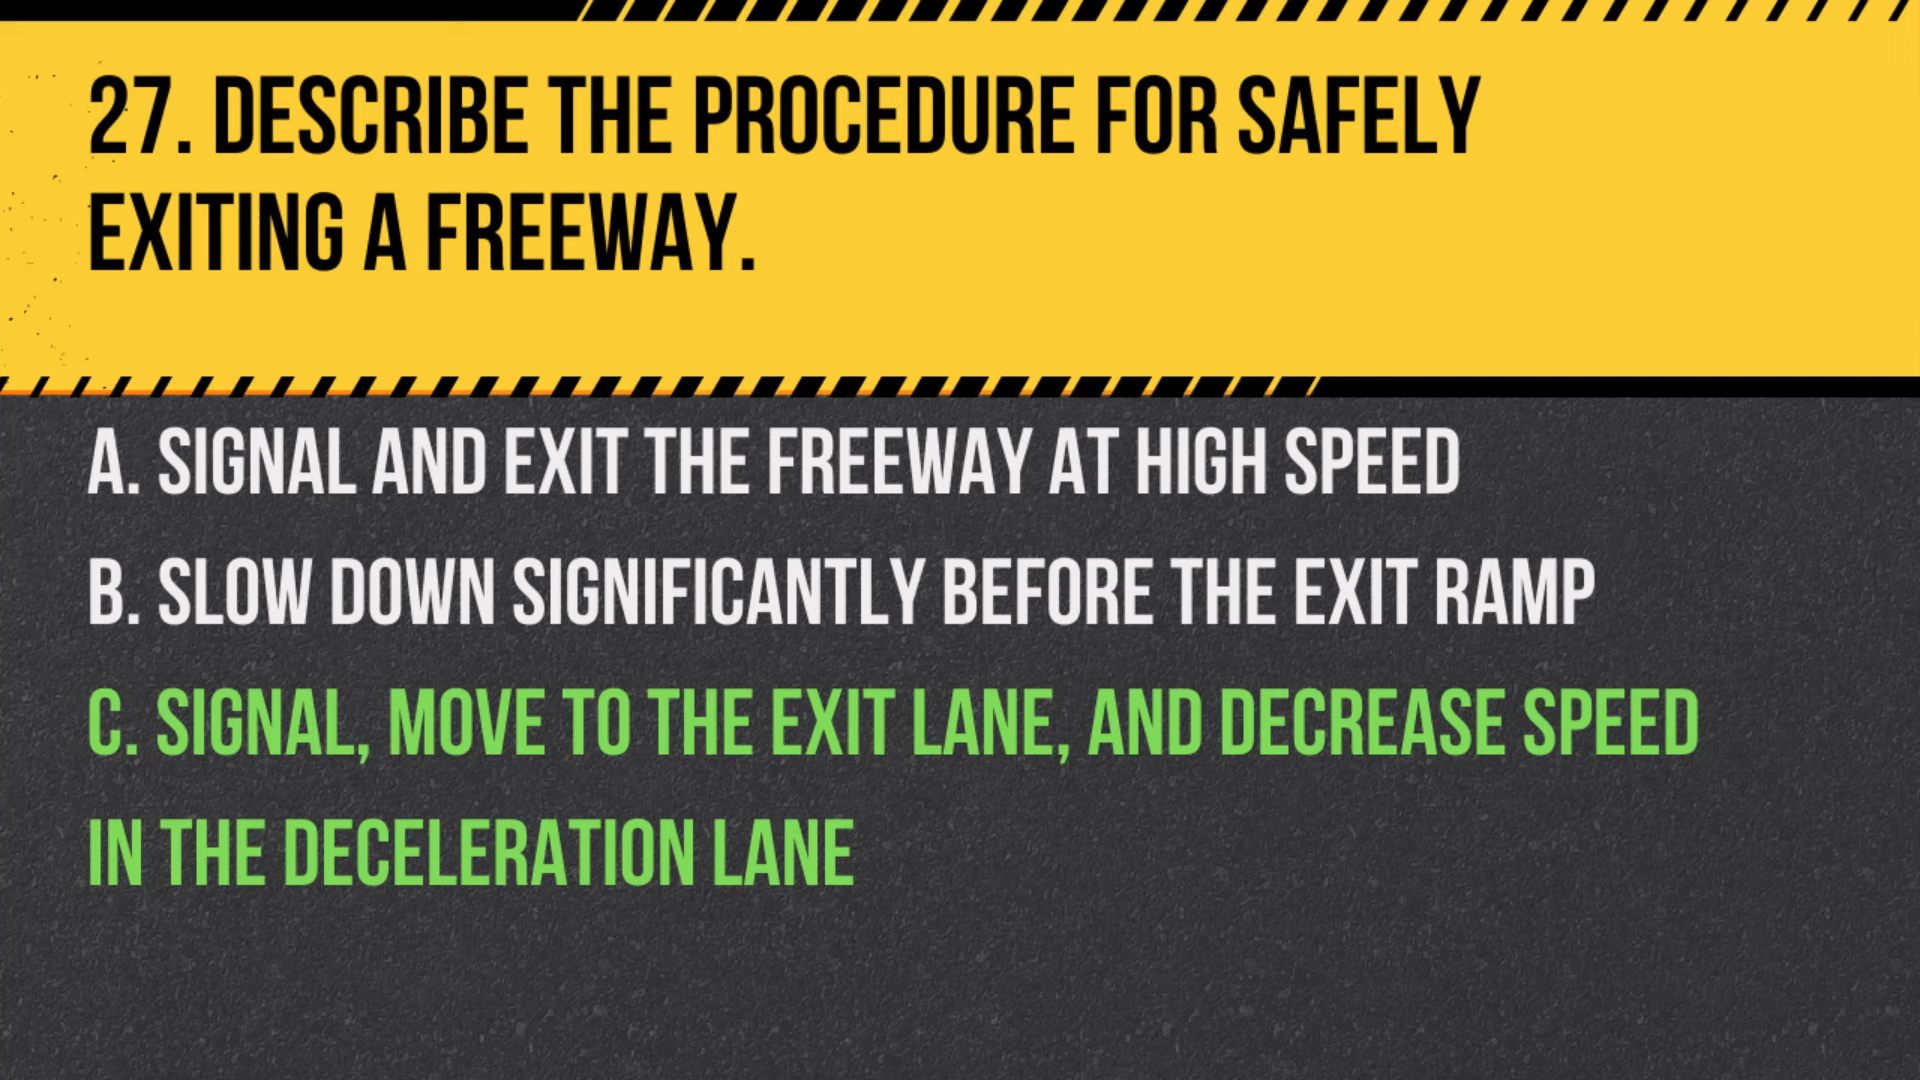 27. DESCRIBE THE PROCEDURE FOR SAFELY
EXITING A FREEWAY.
A. SIGNAL AND EXIT THE FREEWAY AT HIGH SPEED
B. SLOW DOWN SIGNIFICANTLY BEFORE THE EXIT RAMP
C. SIGNAL, MOVE TO THE EXIT LANE, AND DECREASE SPEED
IN THE DECELERATION LANE